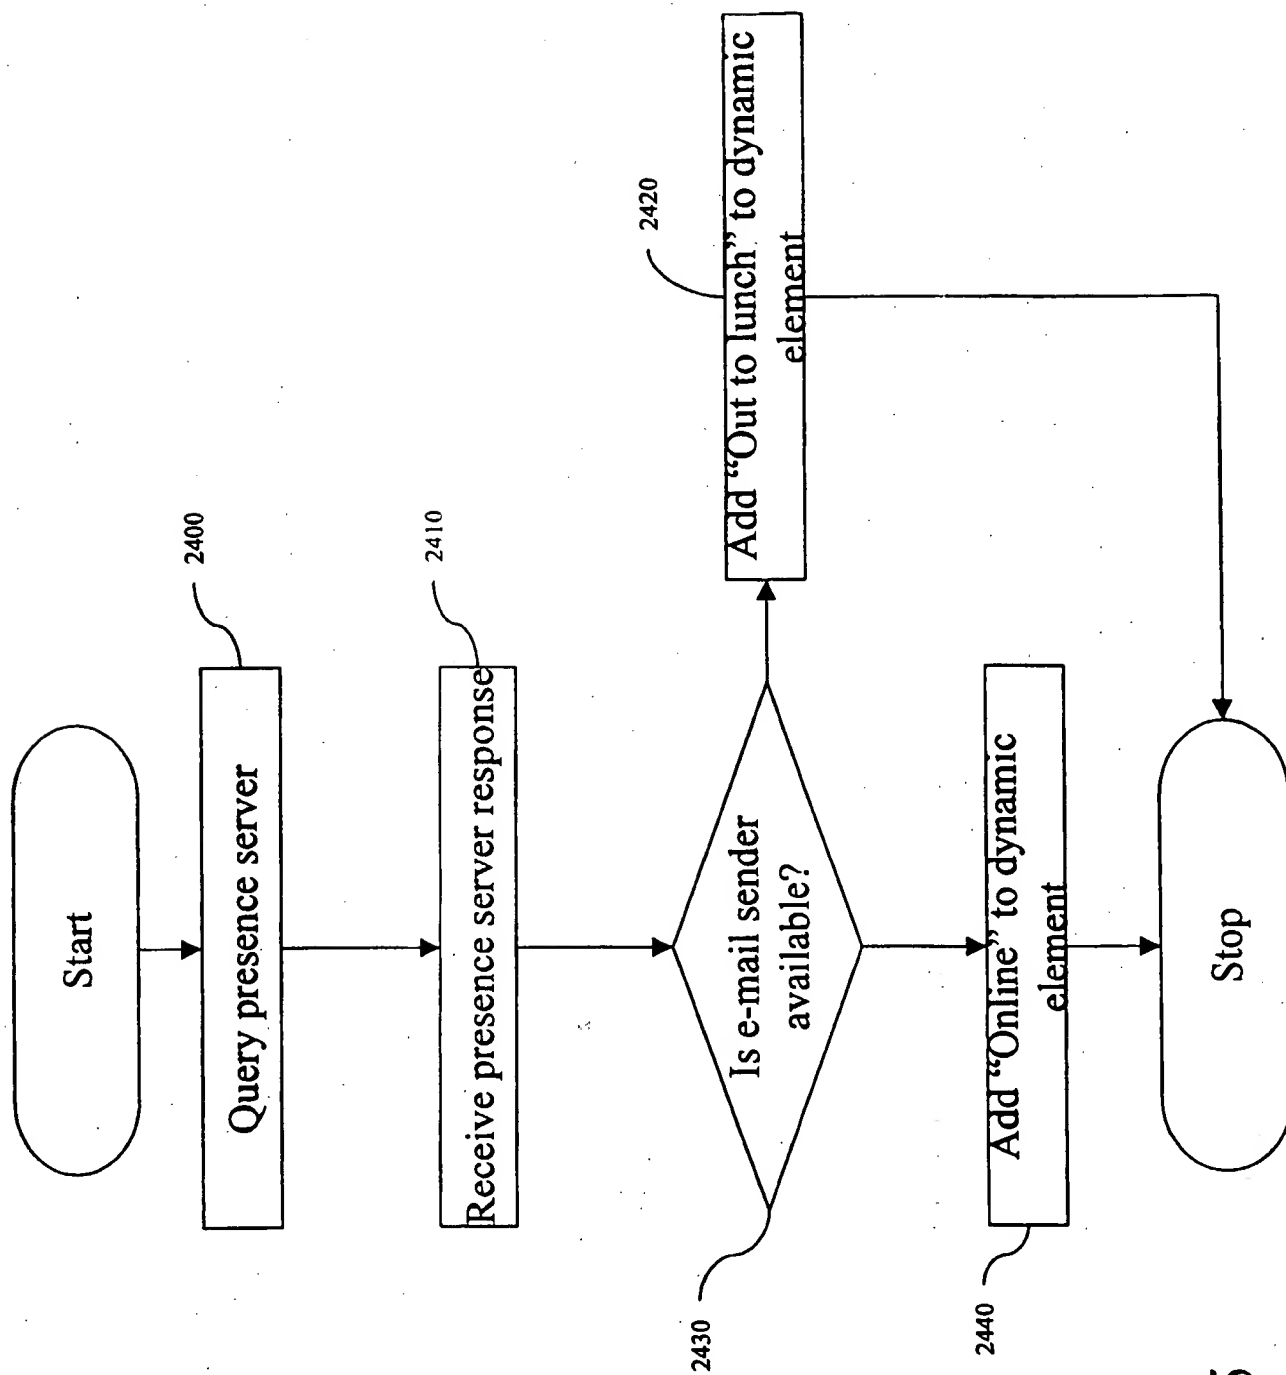 Start
2400
Query presence server
2410
Receive presence server response
2430
Is e-mail sender
available?
2420
Add “Out to lunch” to dynamic
element
2440
Add “Online” to dynamic
element
Stop